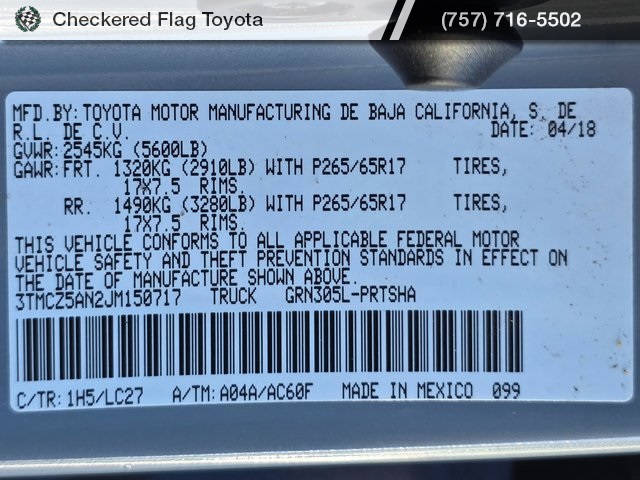 Checkered Flag Toyota (757) 716-5502
MFD.BY: TOYOTA MOTOR MANUFACTURING DE BAJA CALIFORNIA, S. DE
R.L. DE C.V. DATE: 04/18
GVWR: 2545KG (5600LB)
GAWR: FRT. 1320KG (2910LB) WITH P265/65R17 TIRES,
17X7.5 RIMS.
RR. 1490KG (3280LB) WITH P265/65R17 TIRES,
17X7.5 RIMS.
THIS VEHICLE CONFORMS TO ALL APPLICABLE FEDERAL MOTOR
VEHICLE SAFETY AND THEFT PREVENTION STANDARDS IN EFFECT ON
THE DATE OF MANUFACTURE SHOWN ABOVE.
3TMCZ5AN2JM150717 TRUCK GRN305L-PRTSHA
C/TR: 1H5/LC27 A/TM: A04A/AC60F MADE IN MEXICO 099